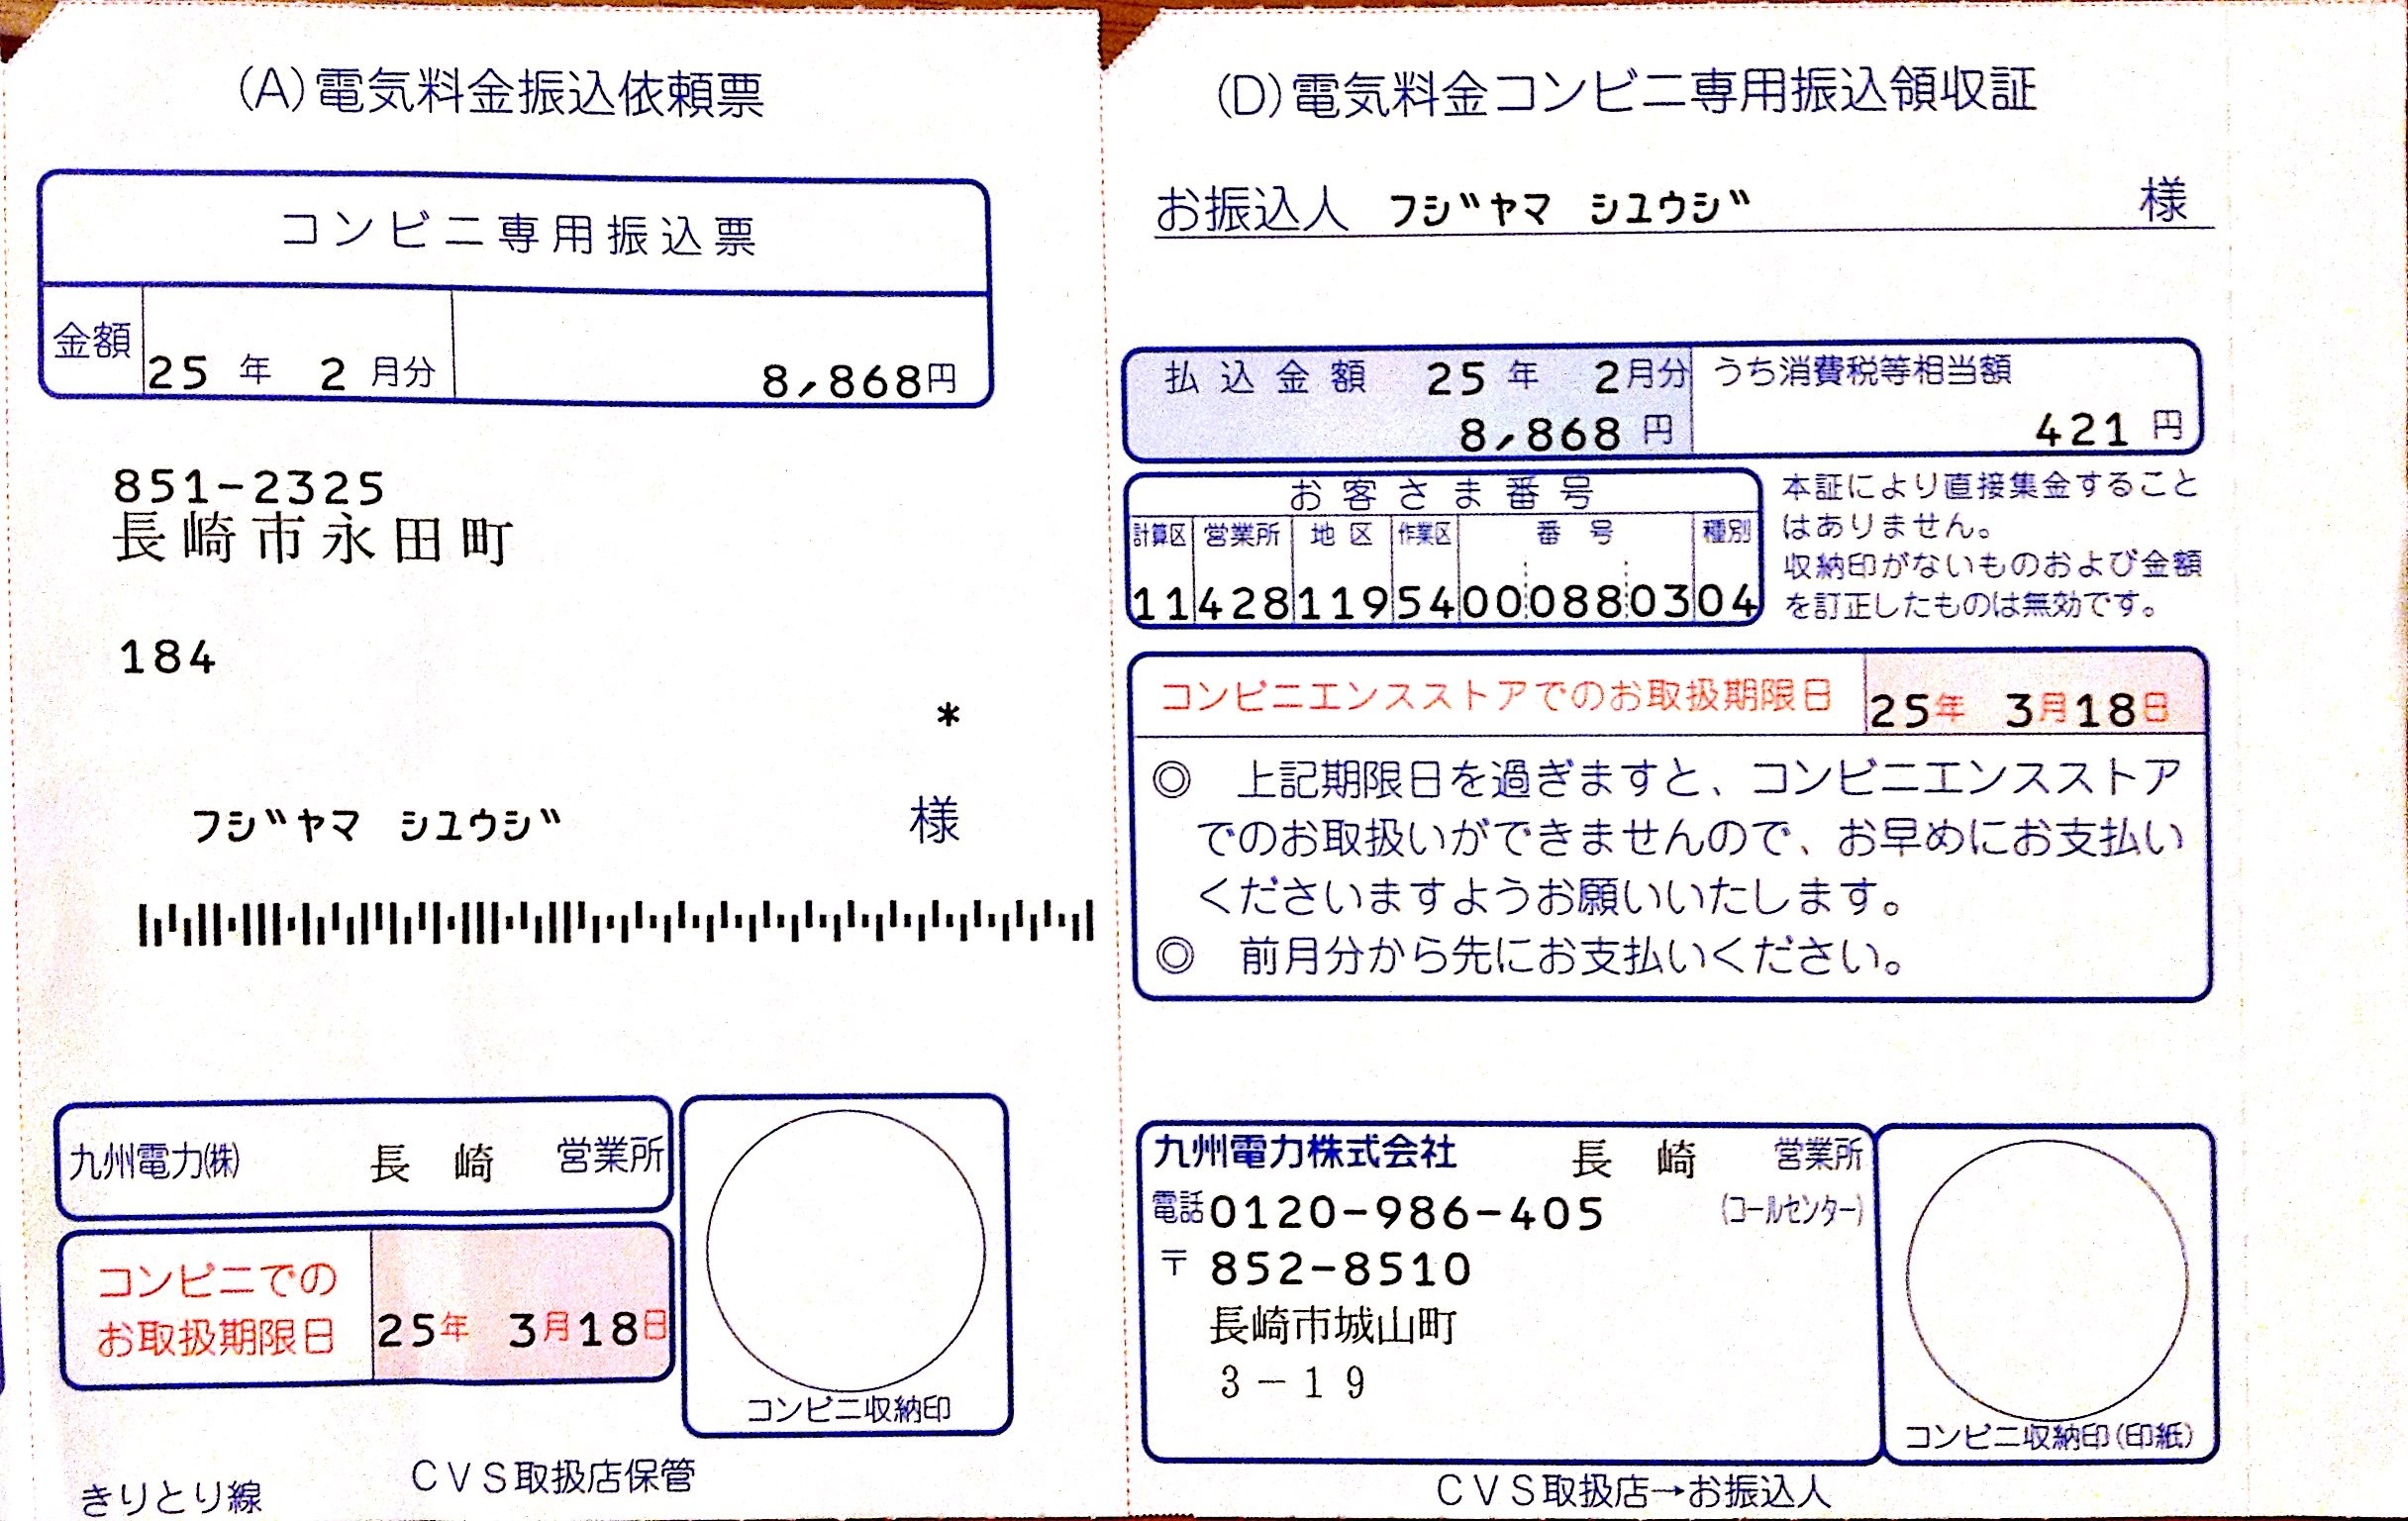 (A)電気料金振込依頼票
コンビニ専用振込票
金額 25 年 2 月分 8,868円
851-2325
長崎市永田町
184
*
フジ゛ヤマ シユウジ゛ 様
九州電力㈱ 長崎 営業所
コンビニでの
お取扱期限日 25年 3月18日
コンビニ収納印
CVS取扱店保管
きりとり線
(D)電気料金コンビニ専用振込領収証
お振込人 フシ゛ヤマ シユウシ゛ 様
払込金額 25 年 2月分 うち消費税等相当額
8,868 円 421 円
お客さま番号
計算区 営業所 地区 作業区 番号 種別
11 428 119 54 00 088 03 04
本証により直接集金すること
はありません。
収納印がないものおよび金額
を訂正したものは無効です。
コンビニエンスストアでのお取扱期限日 25年 3月18日
◎ 上記期限日を過ぎますと、コンビニエンスストア
でのお取扱いができませんので、お早めにお支払い
くださいますようお願いいたします。
◎ 前月分から先にお支払いください。
九州電力株式会社 長崎 営業所
電話0120-986-405 (コールセンター)
〒 852-8510
長崎市城山町
3-19
コンビニ収納印(印紙)
CVS取扱店→お振込人